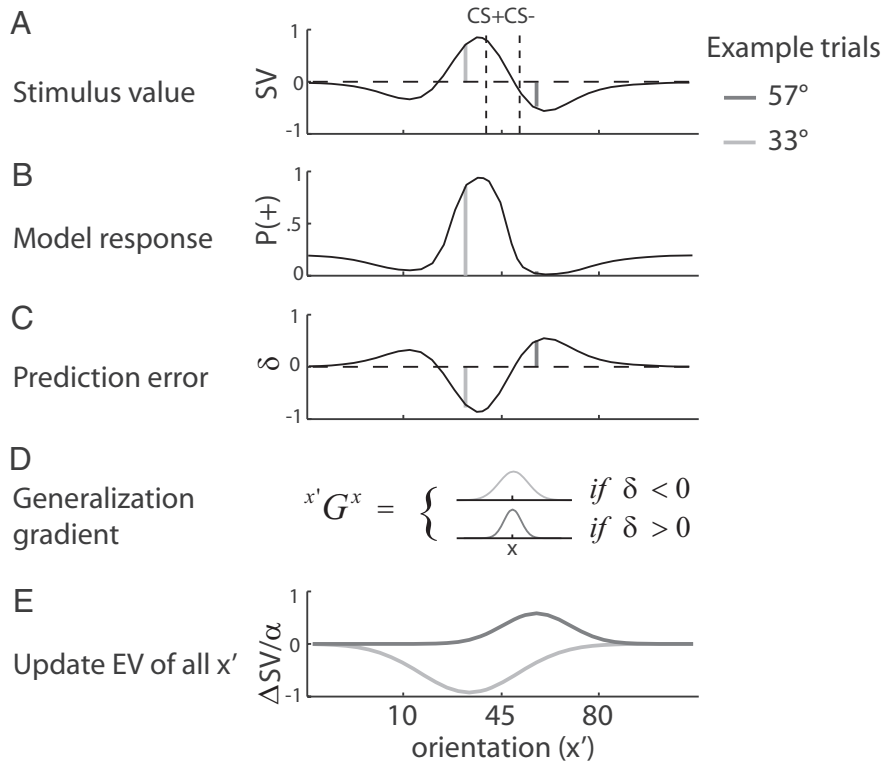 A
Stimulus value
SV
1
0
-1
CS+CS-
Example trials
57°
33°
B
Model response
P(+)
1
.5
0
C
Prediction error
δ
1
0
-1
D
Generalization
gradient
x'Gx = {
if δ < 0
if δ > 0
x
E
Update EV of all x'
ΔSV/α
1
0
-1
10 45 80
orientation (x')